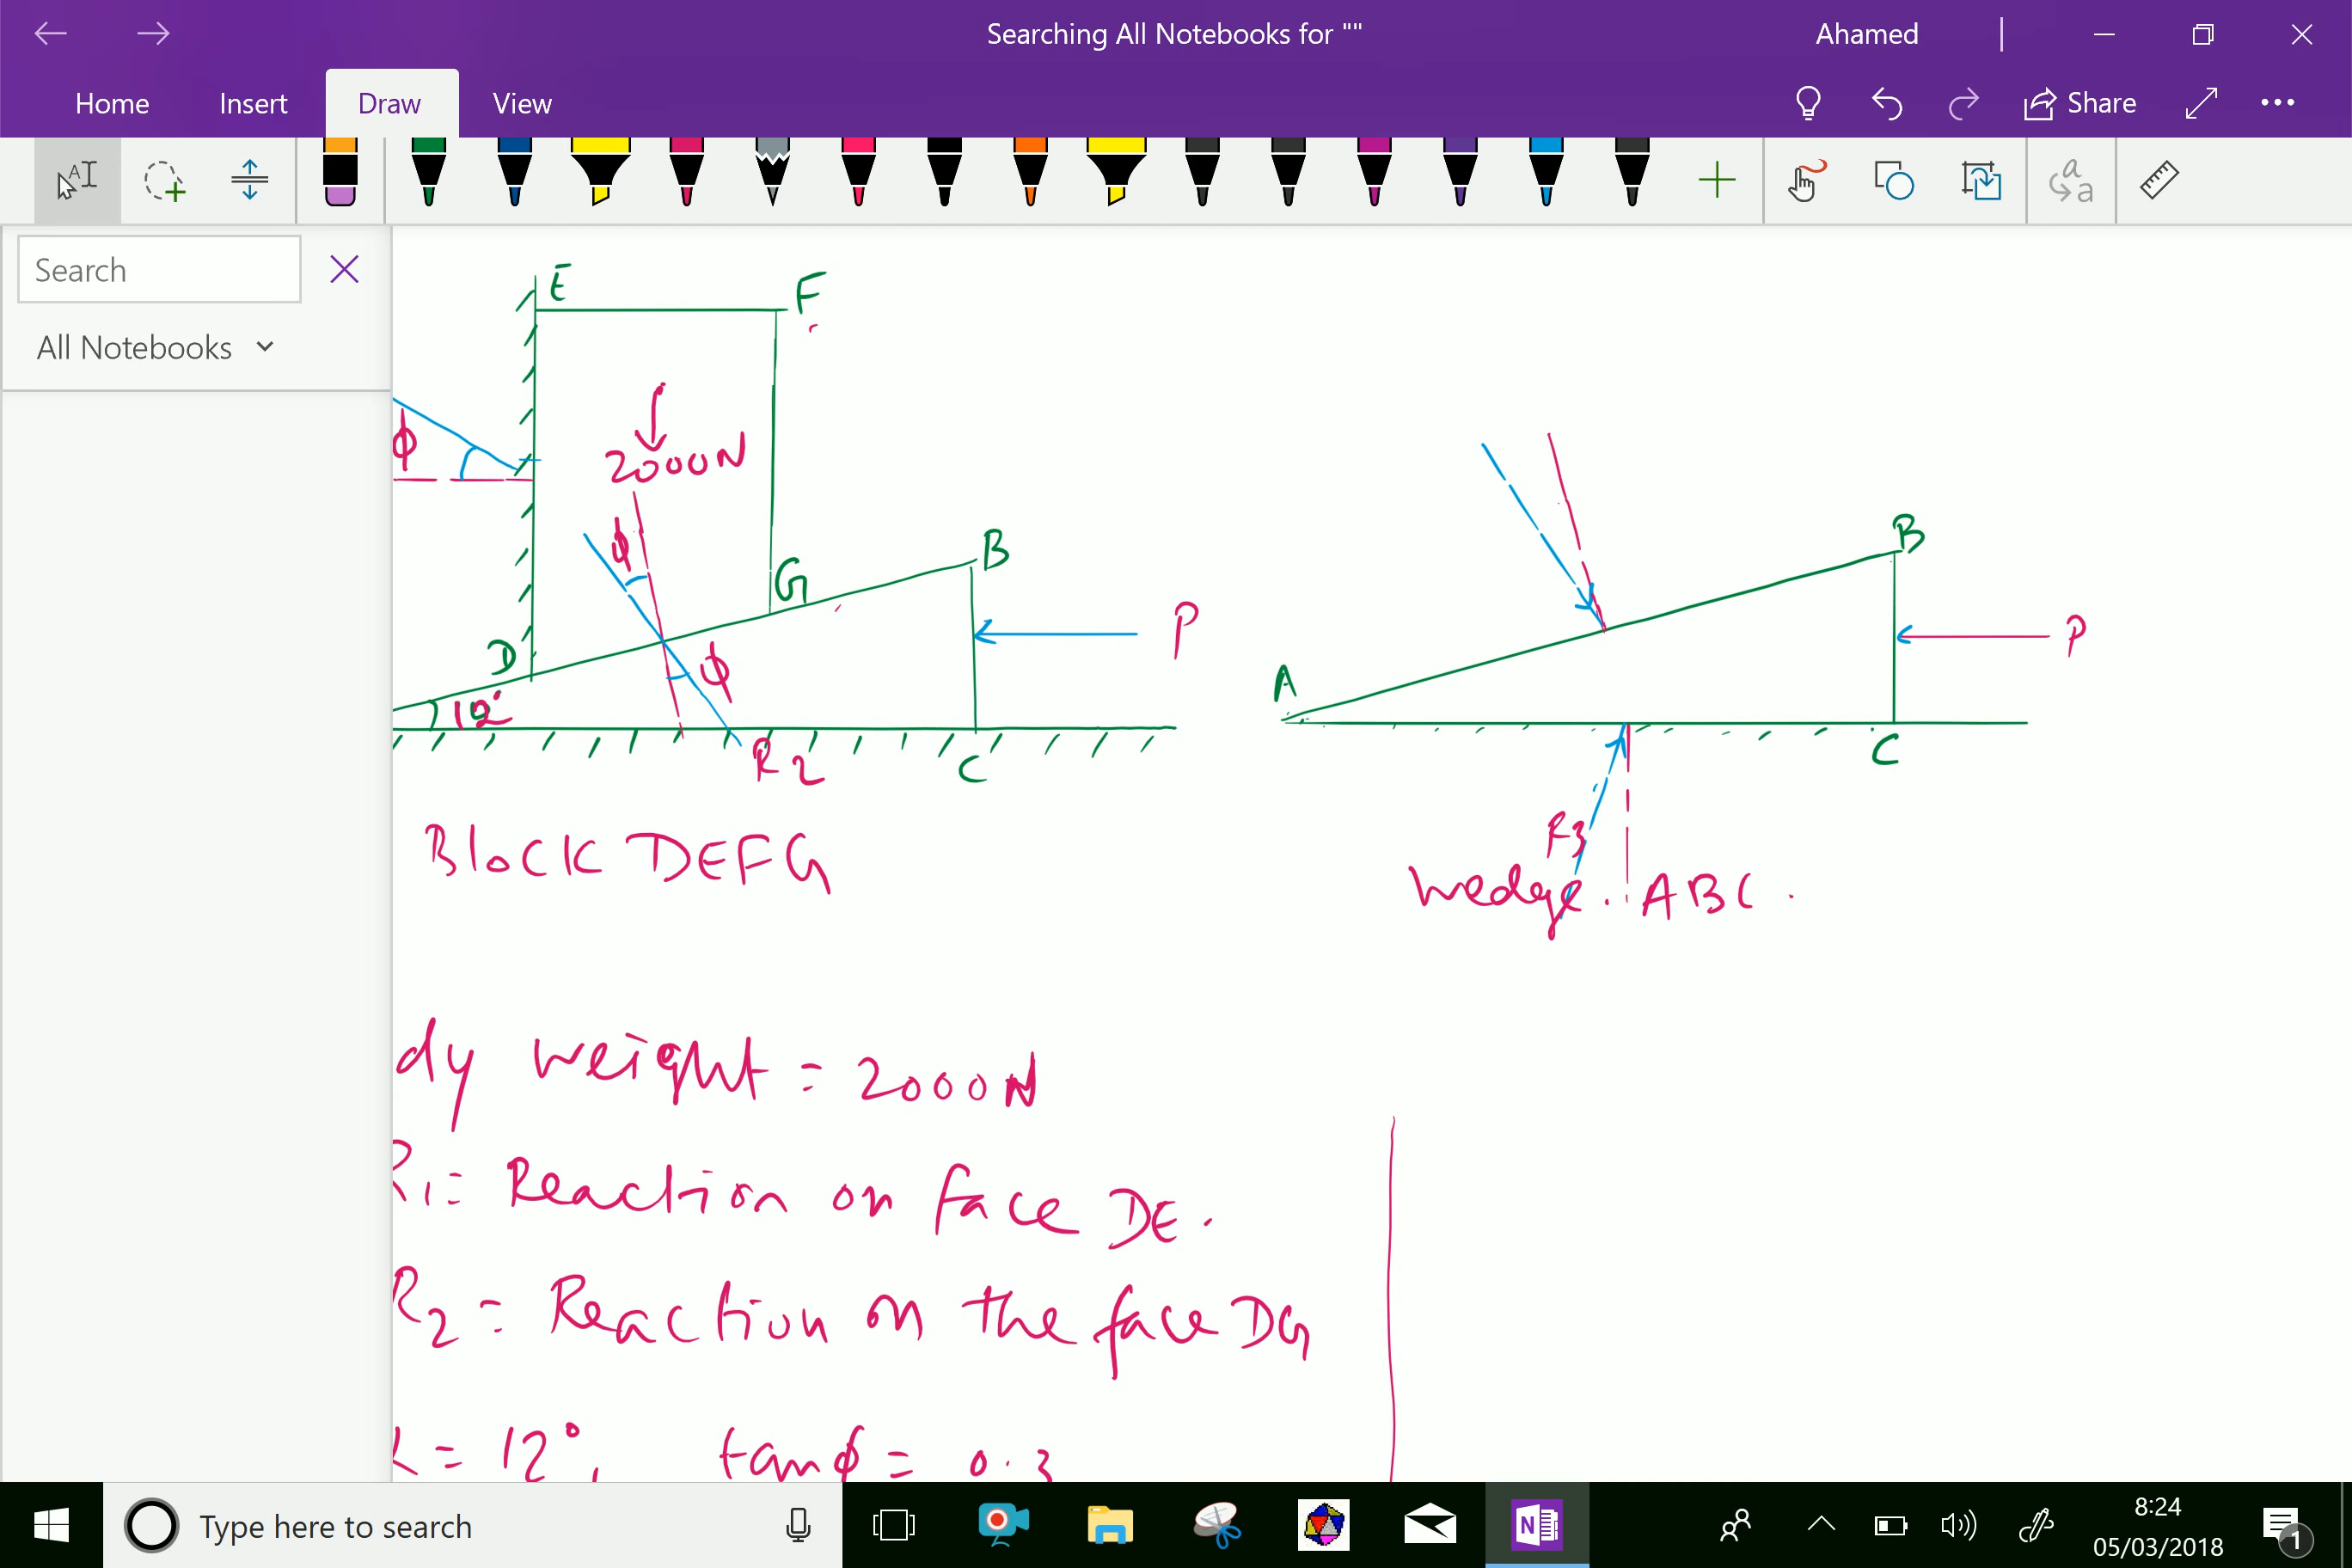 Searching All Notebooks for ""
Ahamed
Home Insert Draw View
Share
Search
All Notebooks
E F
ϕ
2000N
ϕ
G B
P
D
ϕ
12°
R2
C
B
P
A
C
R3
Block DEFG
wedge. ABC.
dy weight = 2000N
R1 = Reaction on face DE.
R2 = Reaction on the face DG
= 12°, tanϕ = 0.3
Type here to search
8:24
05/03/2018
1